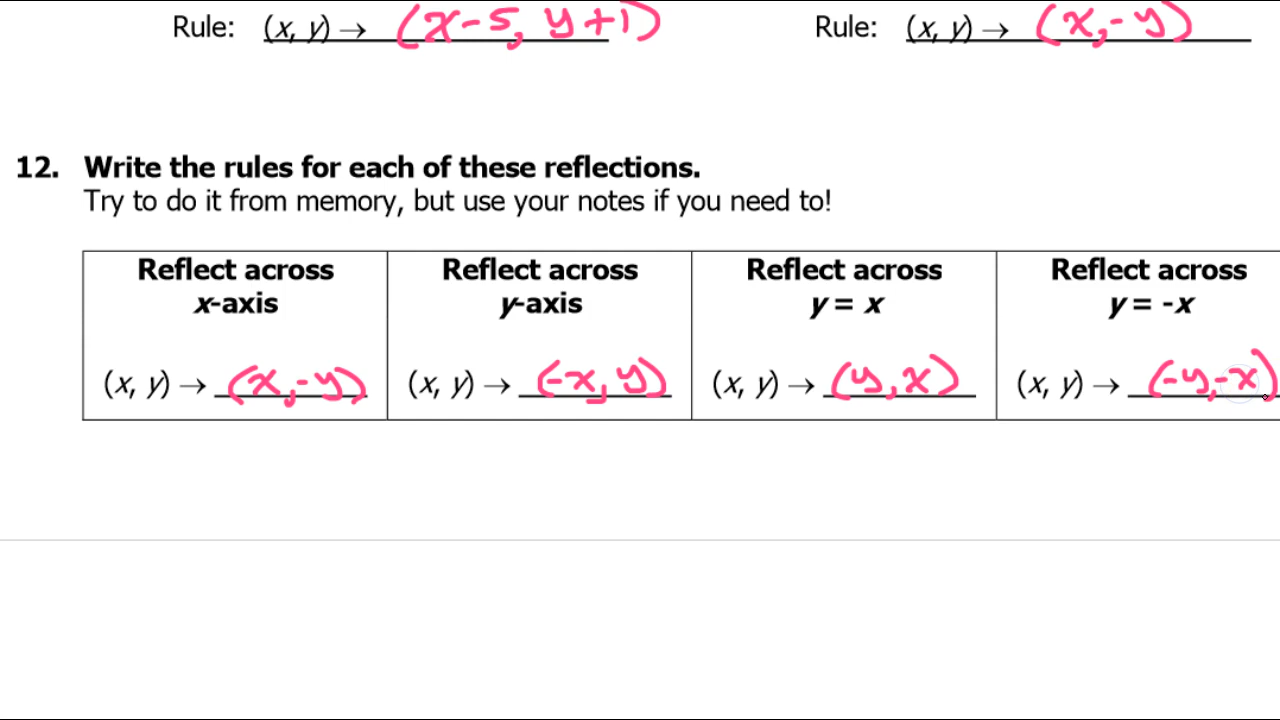 Rule: (x, y) → (x-5, y+1) Rule: (x, y) → (x,-y)
12. Write the rules for each of these reflections.
Try to do it from memory, but use your notes if you need to!
Reflect across Reflect across Reflect across Reflect across
x-axis y-axis y = x y = -x
(x, y) → (x,-y) (x, y) → (-x, y) (x, y) → (y,x) (x, y) → (-y,-x)